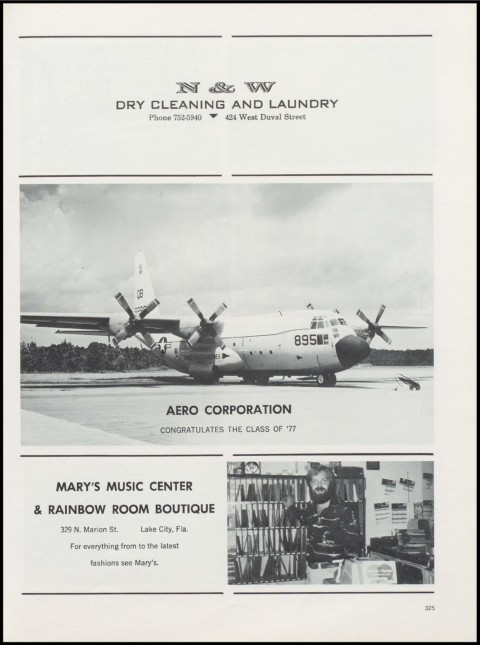 N & W
DRY CLEANING AND LAUNDRY
Phone 752-5940 ▼ 424 West Duval Street
QB
895
AERO CORPORATION
CONGRATULATES THE CLASS OF '77
MARY'S MUSIC CENTER
& RAINBOW ROOM BOUTIQUE
329 N. Marion St. Lake City, Fla.
For everything from to the latest
fashions see Mary's.
325